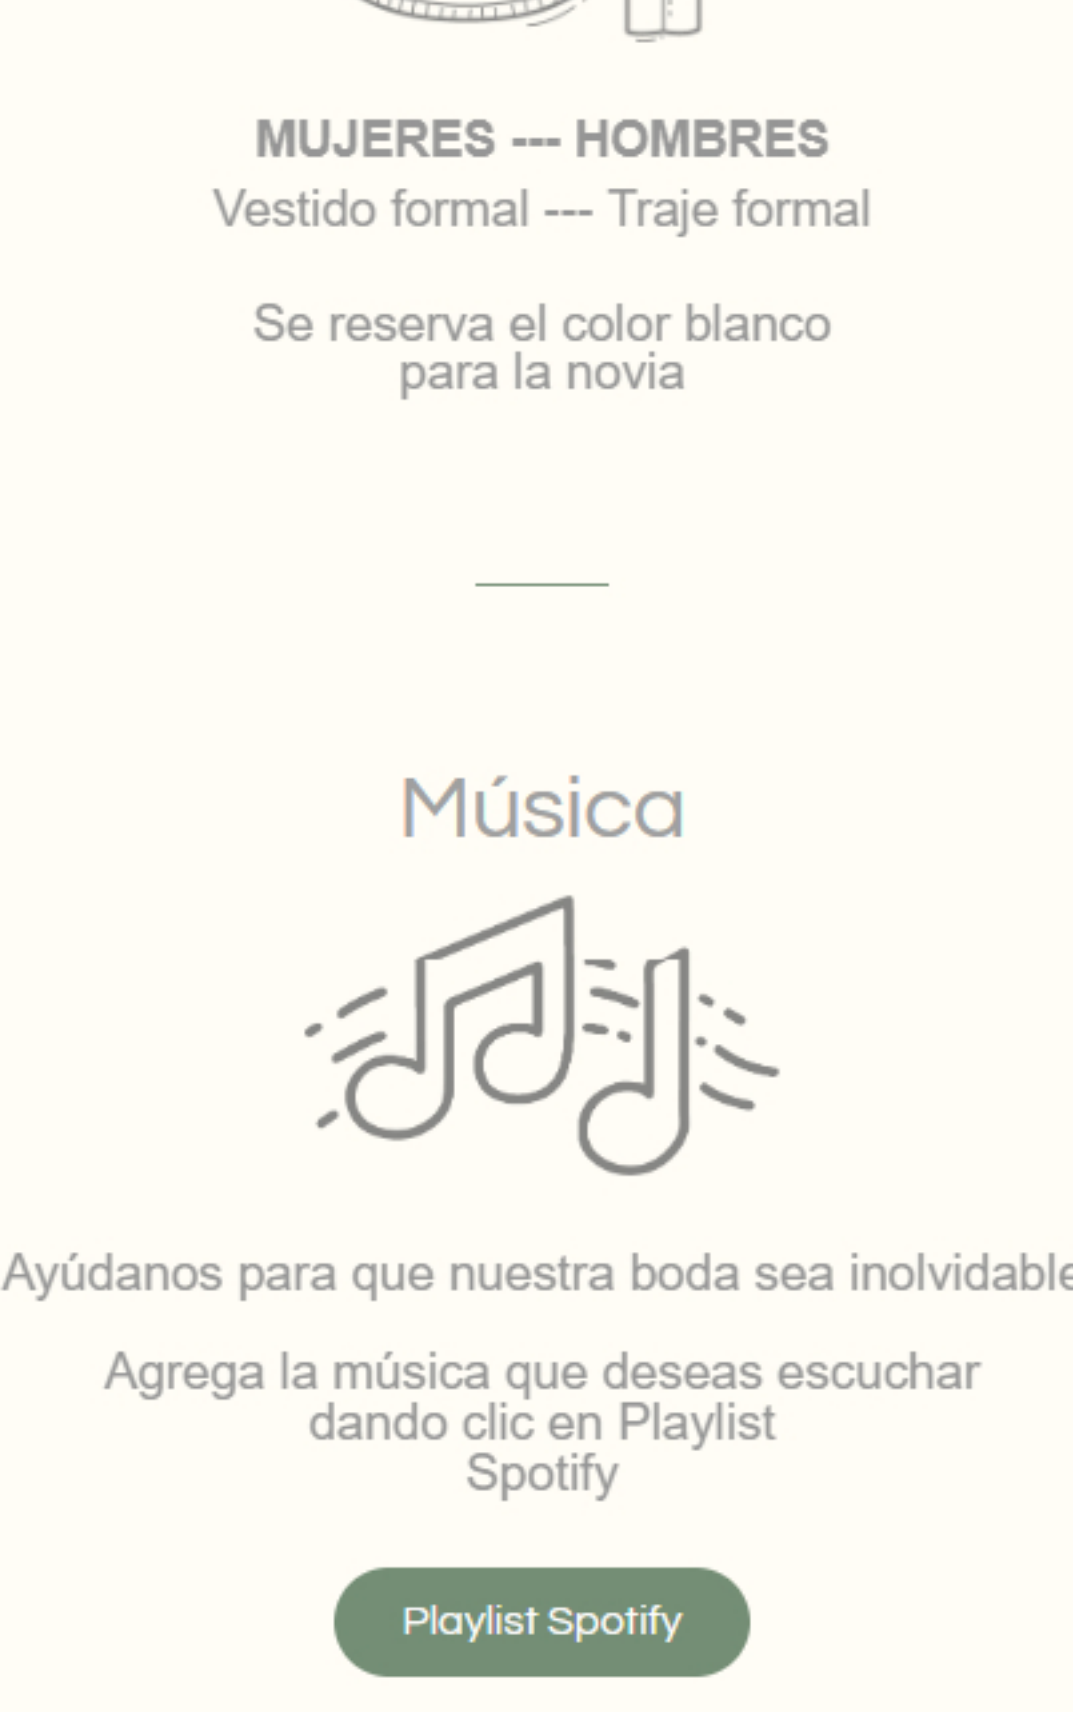 MUJERES --- HOMBRES
Vestido formal --- Traje formal
Se reserva el color blanco
para la novia
Música
Ayúdanos para que nuestra boda sea inolvidable
Agrega la música que deseas escuchar
dando clic en Playlist
Spotify
Playlist Spotify